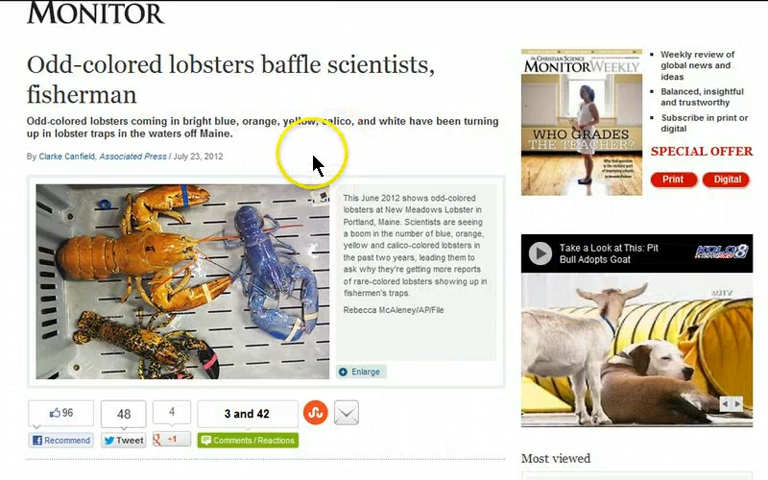 MONITOR
Odd-colored lobsters baffle scientists,
fisherman
Odd-colored lobsters coming in bright blue, orange, yellow, calico, and white have been turning
up in lobster traps in the waters off Maine.
By Clarke Canfield, Associated Press / July 23, 2012
This June 2012 shows odd-colored
lobsters at New Meadows Lobster in
Portland, Maine. Scientists are seeing
a boom in the number of blue, orange,
yellow and calico-colored lobsters in
the past two years, leading them to
ask why they're getting more reports
of rare-colored lobsters showing up in
fishermen's traps.
Rebecca McAleney/AP/File
Enlarge
96
48
4
3 and 42
Recommend
Tweet
+1
Comments / Reactions
THE CHRISTIAN SCIENCE
MONITOR WEEKLY
WHO GRADES
THE TEACHER?
Weekly review of
global news and
ideas
Balanced, insightful
and trustworthy
Subscribe in print or
digital
SPECIAL OFFER
Print
Digital
Take a Look at This: Pit
Bull Adopts Goat
KOLO 8
Most viewed